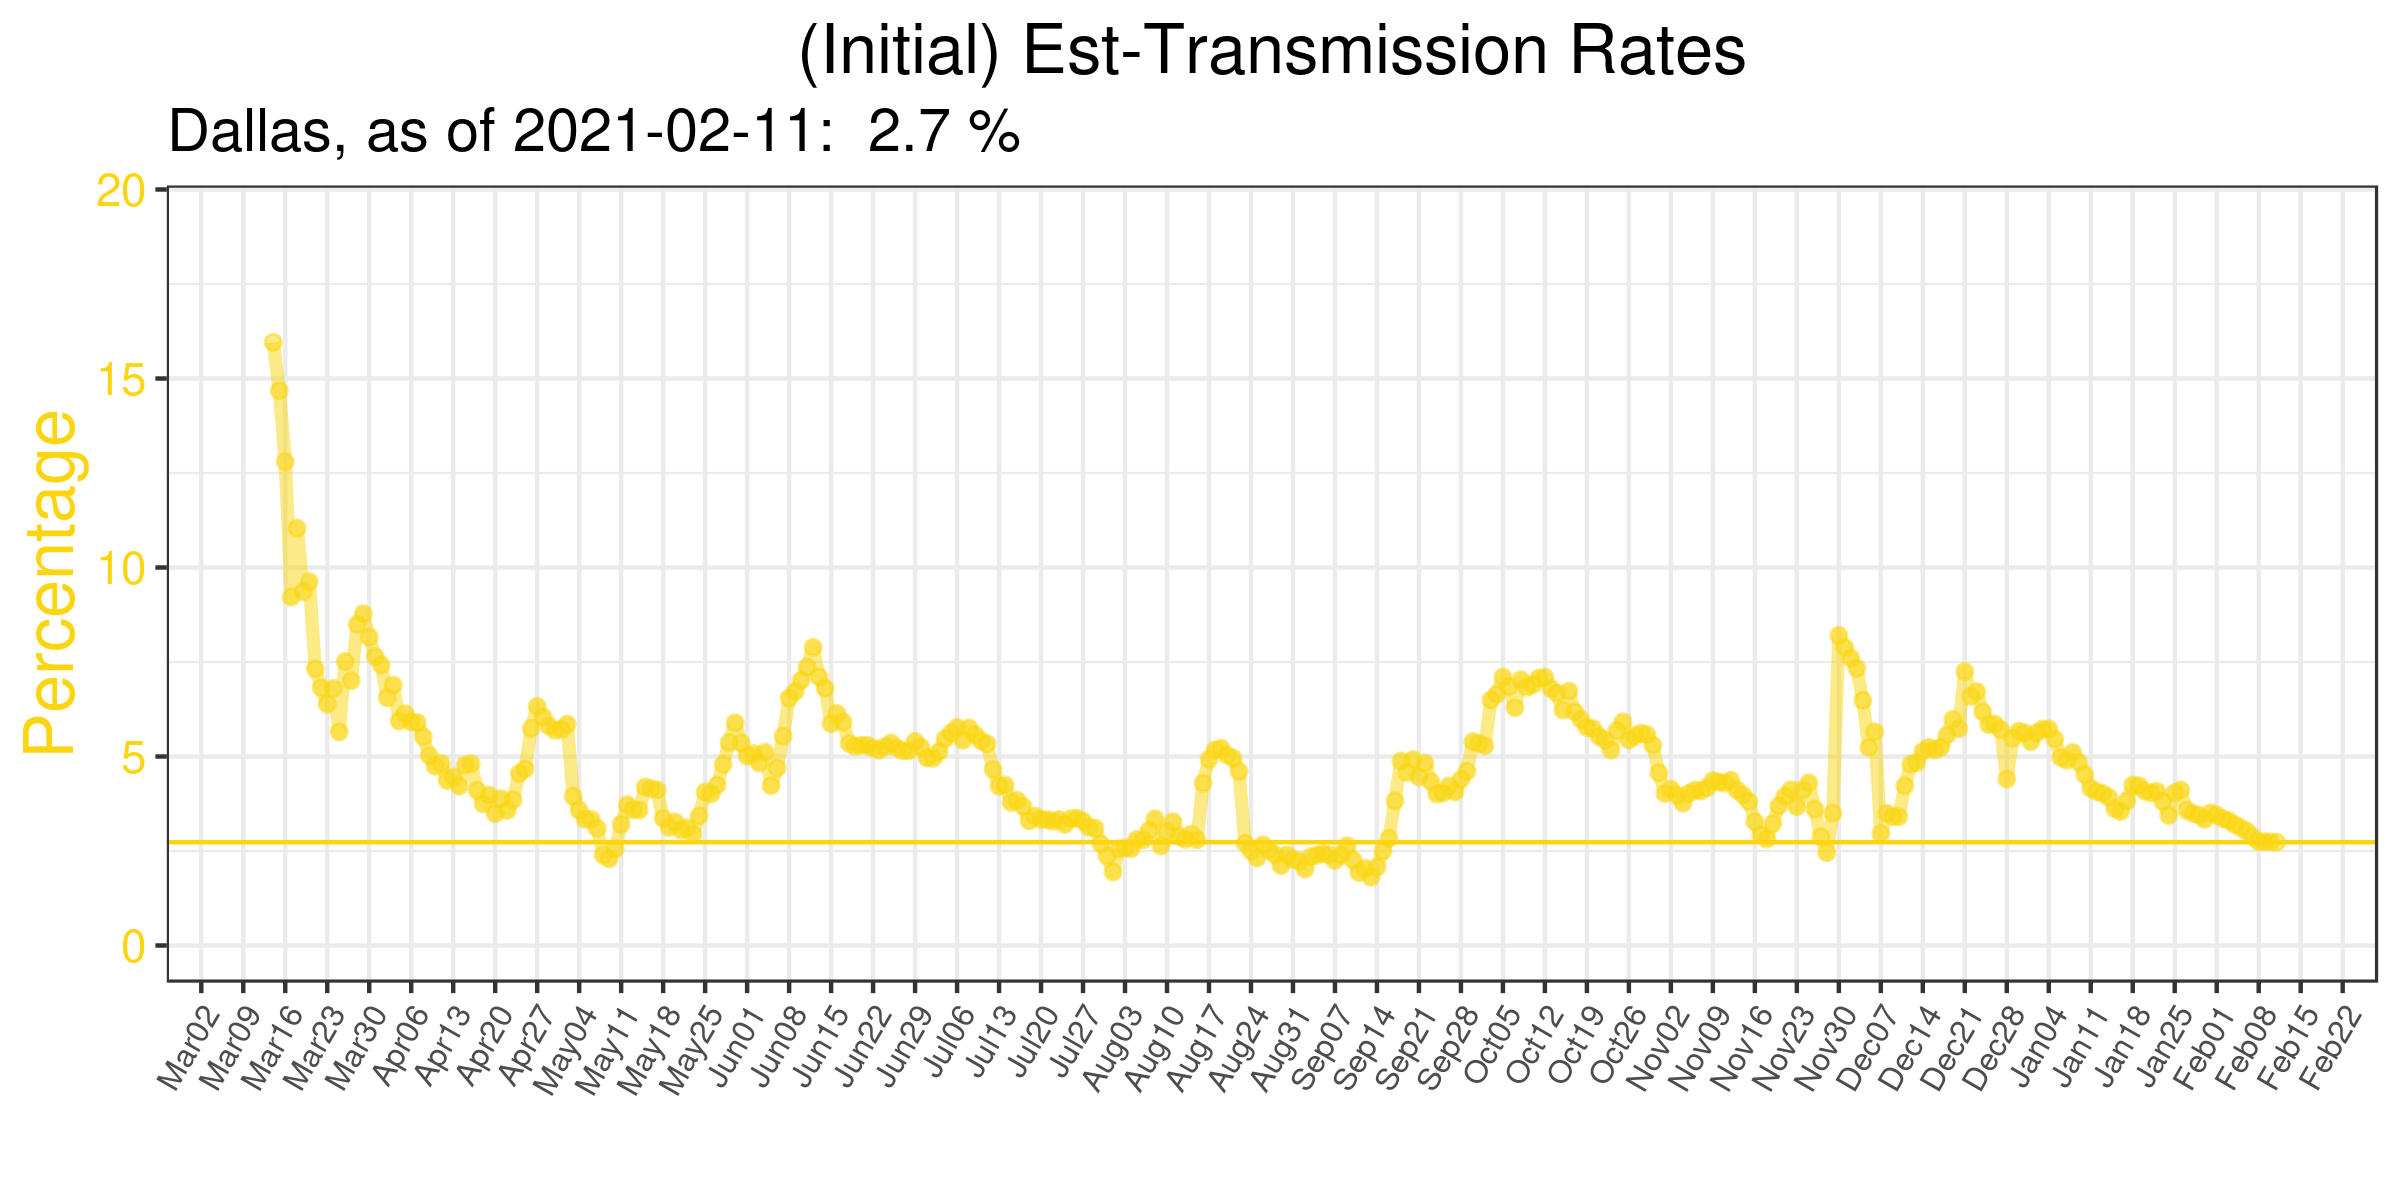 (Initial) Est-Transmission Rates
Dallas, as of 2021-02-11:  2.7 %
Percentage
20
15
10
5
0
Mar02
Mar09
Mar16
Mar23
Mar30
Apr06
Apr13
Apr20
Apr27
May04
May11
May18
May25
Jun01
Jun08
Jun15
Jun22
Jun29
Jul06
Jul13
Jul20
Jul27
Aug03
Aug10
Aug17
Aug24
Aug31
Sep07
Sep14
Sep21
Sep28
Oct05
Oct12
Oct19
Oct26
Nov02
Nov09
Nov16
Nov23
Nov30
Dec07
Dec14
Dec21
Dec28
Jan04
Jan11
Jan18
Jan25
Feb01
Feb08
Feb15
Feb22